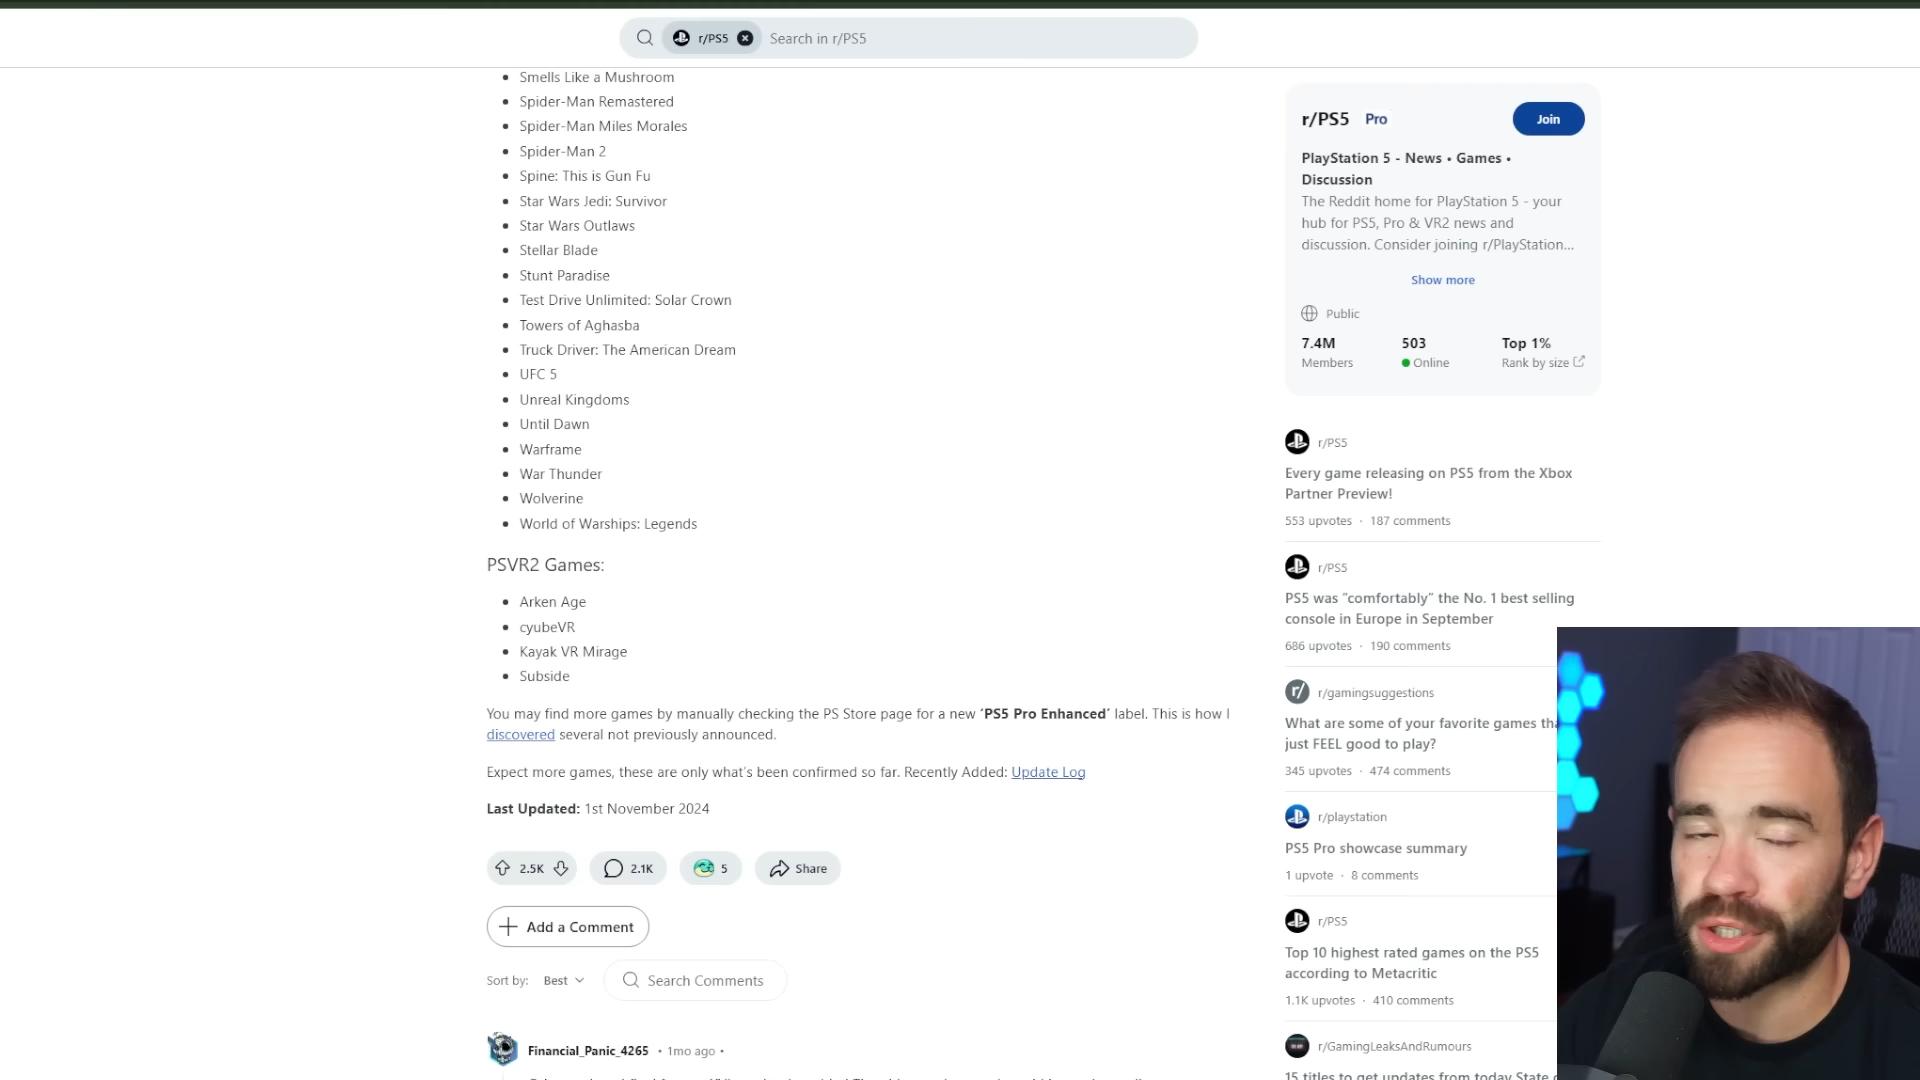 r/PS5
Search in r/PS5
Smells Like a Mushroom
Spider-Man Remastered
Spider-Man Miles Morales
Spider-Man 2
Spine: This is Gun Fu
Star Wars Jedi: Survivor
Star Wars Outlaws
Stellar Blade
Stunt Paradise
Test Drive Unlimited: Solar Crown
Towers of Aghasba
Truck Driver: The American Dream
UFC 5
Unreal Kingdoms
Until Dawn
Warframe
War Thunder
Wolverine
World of Warships: Legends
PSVR2 Games:
Arken Age
cyubeVR
Kayak VR Mirage
Subside
You may find more games by manually checking the PS Store page for a new ‘PS5 Pro Enhanced’ label. This is how I
discovered several not previously announced.
Expect more games, these are only what's been confirmed so far. Recently Added: Update Log
Last Updated: 1st November 2024
2.5K 2.1K 5 Share
Add a Comment
Sort by: Best Search Comments
Financial_Panic_4265 • 1mo ago •
r/PS5 Pro Join
PlayStation 5 - News • Games •
Discussion
The Reddit home for PlayStation 5 - your
hub for PS5, Pro & VR2 news and
discussion. Consider joining r/PlayStation...
Show more
Public
7.4M 503 Top 1%
Members Online Rank by size
r/PS5
Every game releasing on PS5 from the Xbox
Partner Preview!
553 upvotes · 187 comments
r/PS5
PS5 was “comfortably” the No. 1 best selling
console in Europe in September
686 upvotes · 190 comments
r/gamingsuggestions
What are some of your favorite games
just FEEL good to play?
345 upvotes · 474 comments
r/playstation
PS5 Pro showcase summary
1 upvote · 8 comments
r/PS5
Top 10 highest rated games on the PS5
according to Metacritic
1.1K upvotes · 410 comments
r/GamingLeaksAndRumours
15 titles to get updates from today State